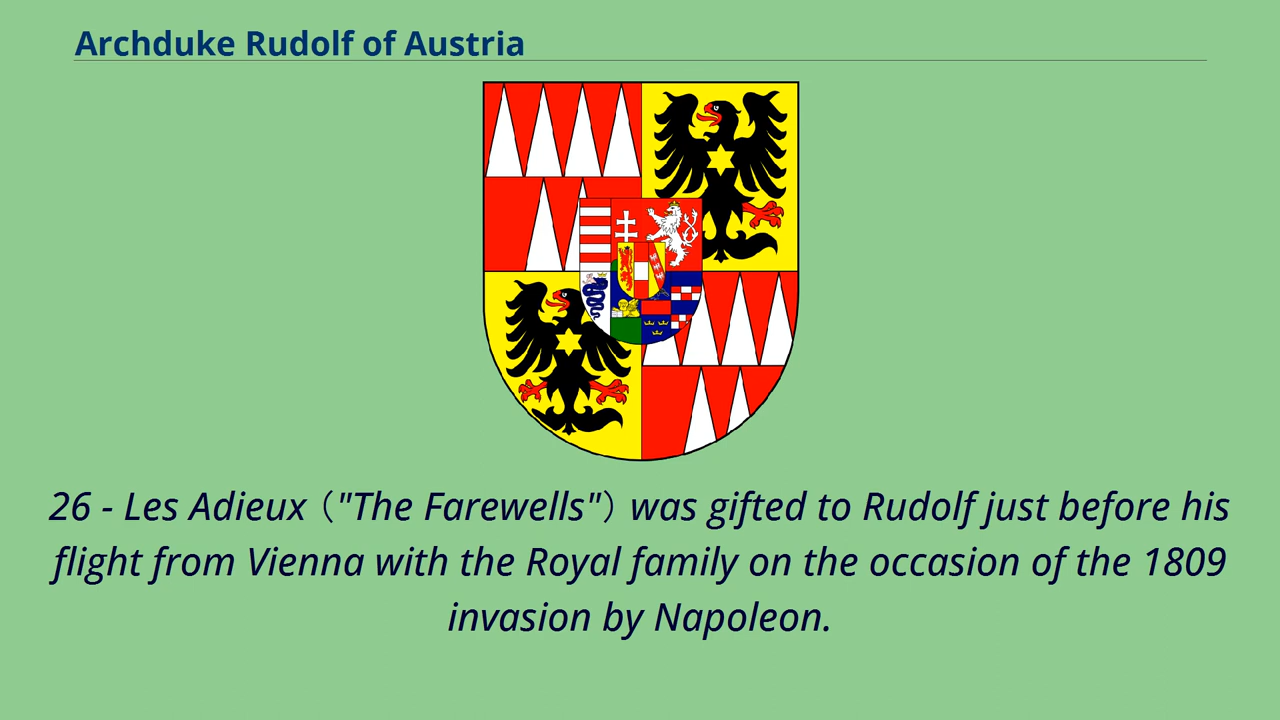 Archduke Rudolf of Austria
26 - Les Adieux（"The Farewells"）was gifted to Rudolf just before his
flight from Vienna with the Royal family on the occasion of the 1809
invasion by Napoleon.